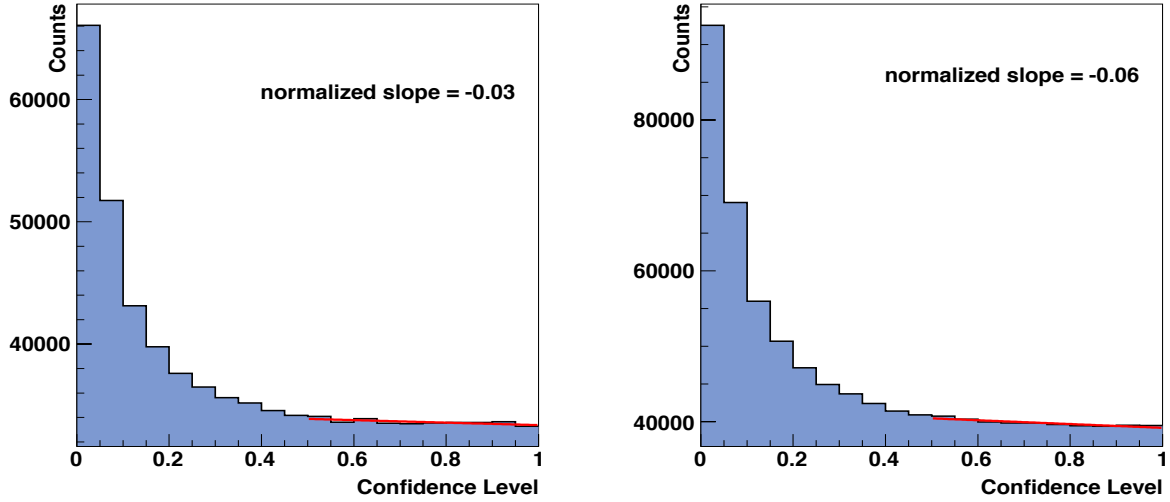 Counts
normalized slope = -0.03
60000
50000
40000
0 0.2 0.4 0.6 0.8 1
Confidence Level
Counts
normalized slope = -0.06
80000
60000
40000
0 0.2 0.4 0.6 0.8 1
Confidence Level